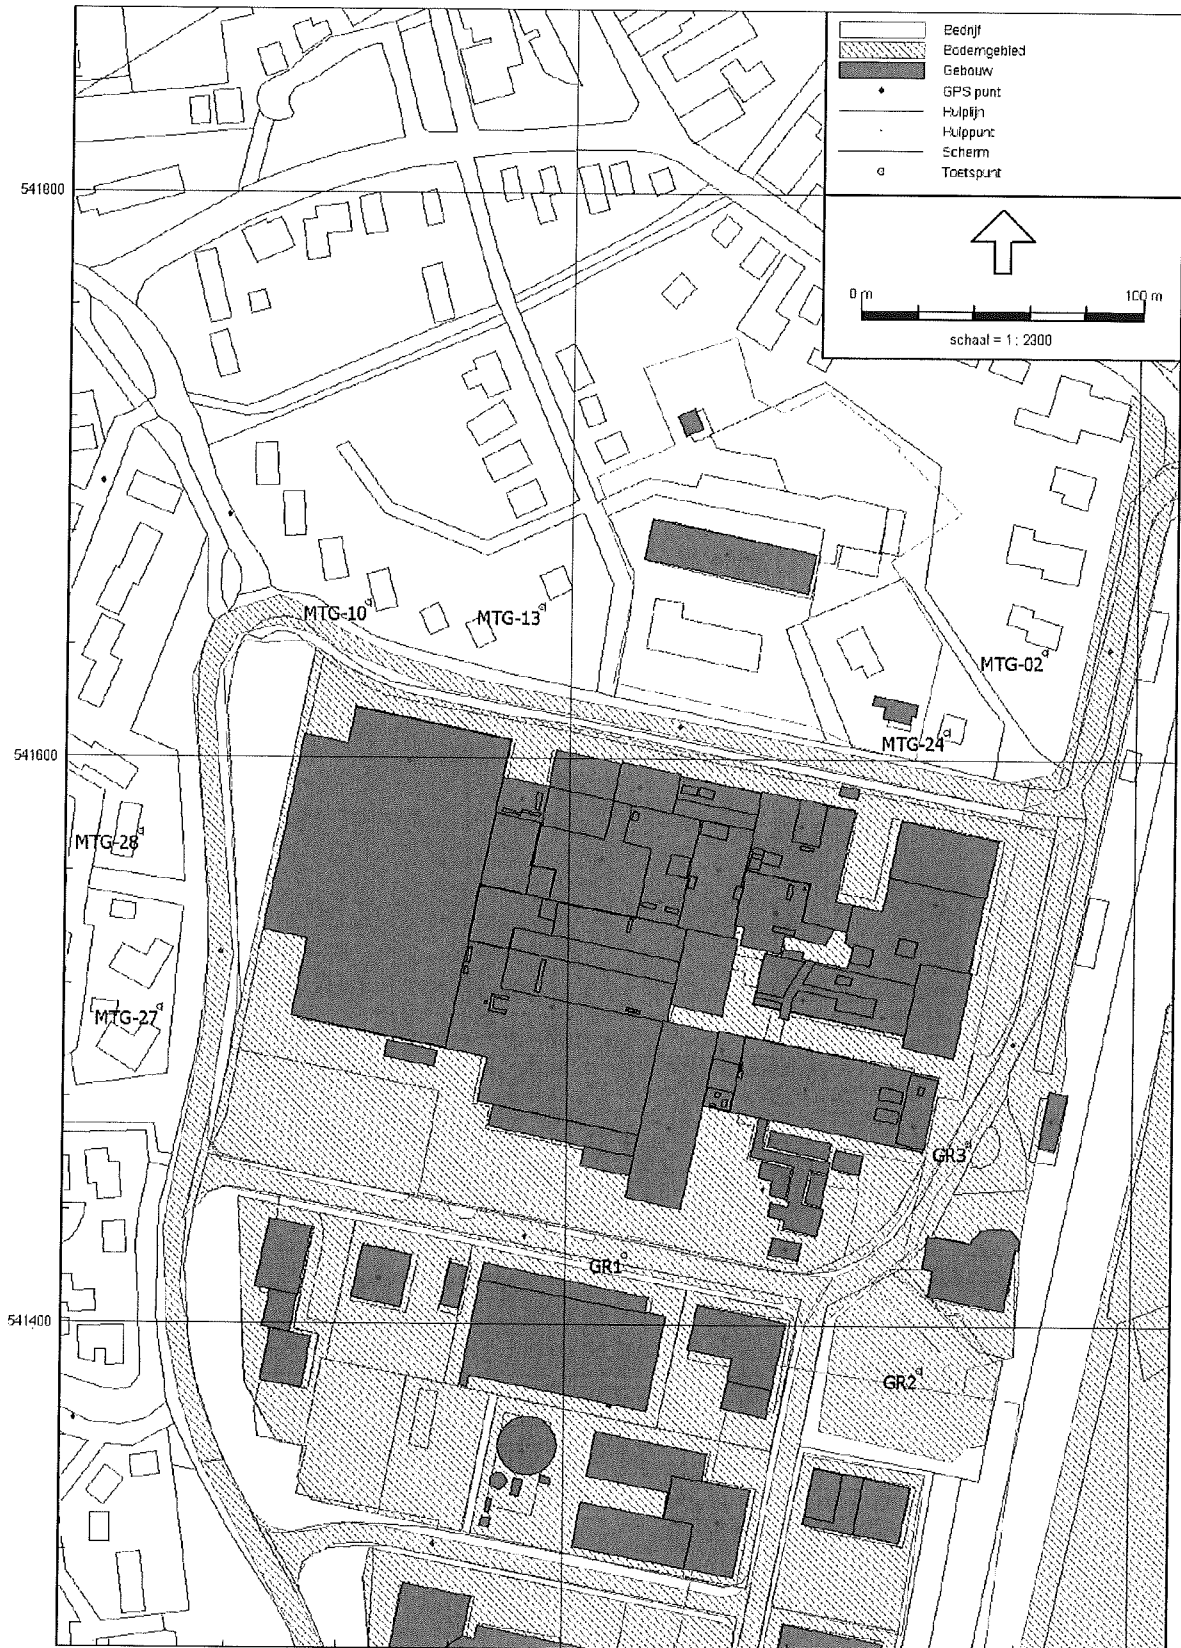 Bedrijf
Bodemgebied
Gebouw
GPS punt
Hulplijn
Hulppunt
Scherm
Toetspunt
0 m 100 m
schaal = 1 : 2300
541800
MTG-10
MTG-13
MTG-02
MTG-24
541600
MTG-28
MTG-27
GR3
GR1
541400
GR2